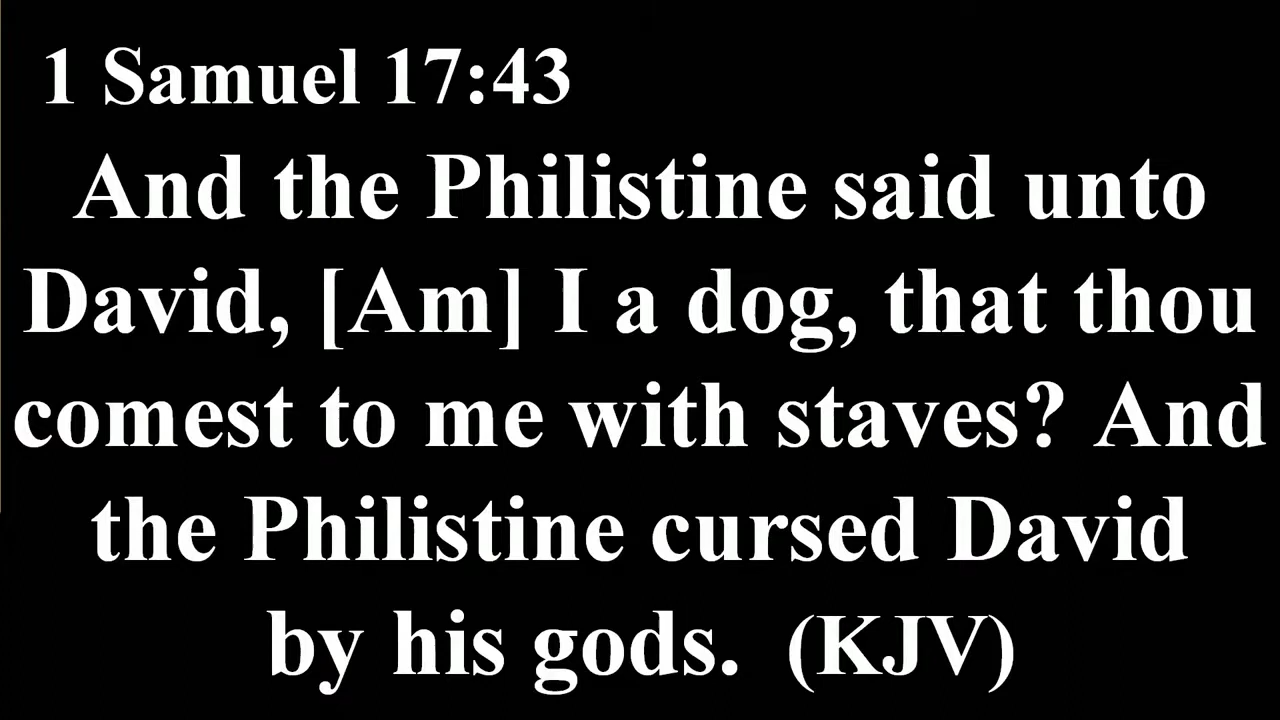 1 Samuel 17:43
And the Philistine said unto
David, [Am] I a dog, that thou
comest to me with staves? And
the Philistine cursed David
by his gods. (KJV)